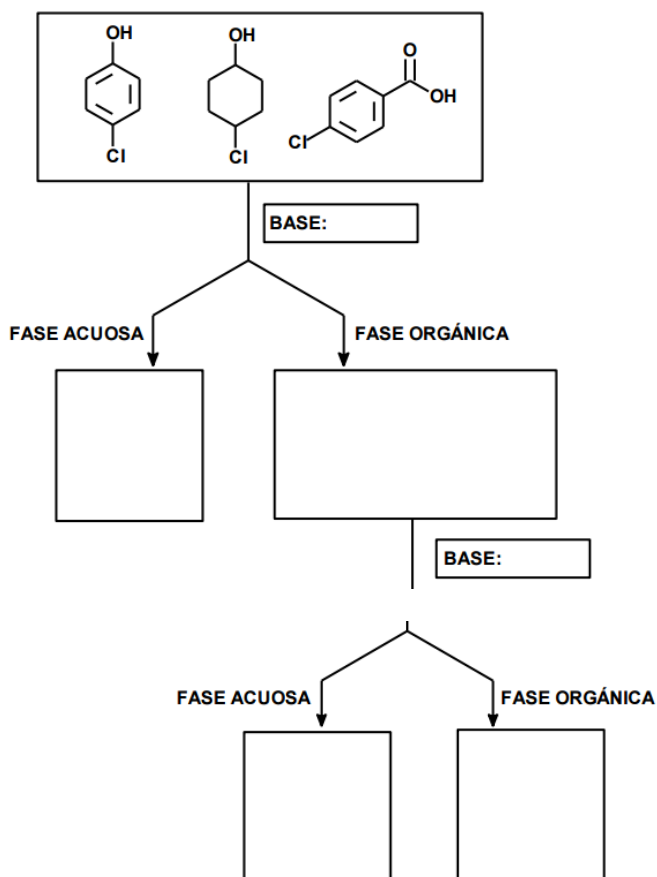 OH
Cl
OH
Cl
O
OH
Cl
BASE:
FASE ACUOSA
FASE ORGÁNICA
BASE:
FASE ACUOSA
FASE ORGÁNICA